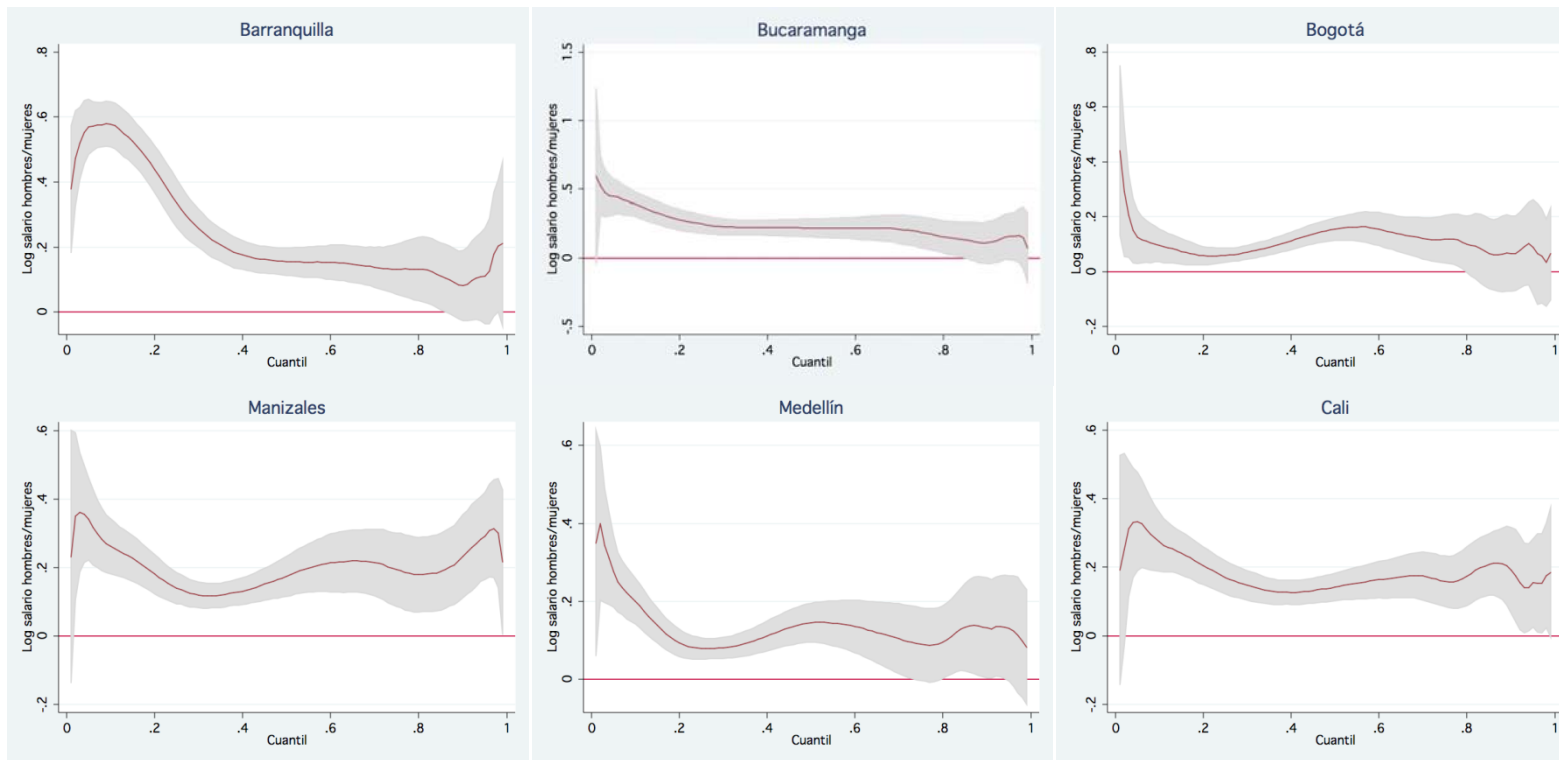 Barranquilla
Log salario hombres/mujeres
.8
.6
.4
.2
0
0 .2 .4 .6 .8 1
Cuantil
Bucaramanga
Log salario hombres/mujeres
1.5
1
.5
0
-.5
0 .2 .4 .6 .8 1
Cuantil
Bogotá
Log salario hombres/mujeres
.8
.6
.4
.2
0
-.2
0 .2 .4 .6 .8 1
Cuantil
Manizales
Log salario hombres/mujeres
.6
.4
.2
0
-.2
0 .2 .4 .6 .8 1
Cuantil
Medellín
Log salario hombres/mujeres
.6
.4
.2
0
0 .2 .4 .6 .8 1
Cuantil
Cali
Log salario hombres/mujeres
.6
.4
.2
0
-.2
0 .2 .4 .6 .8 1
Cuantil